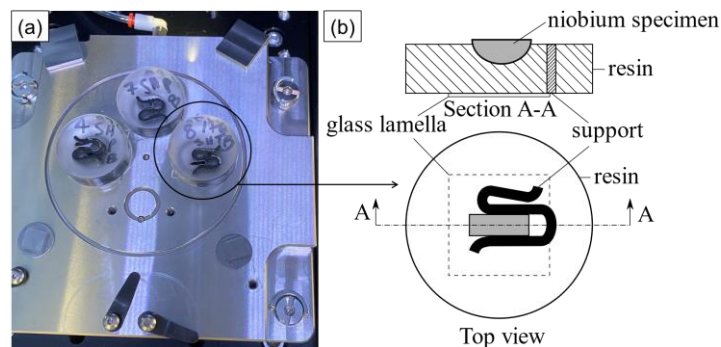 (a)
(b)
niobium specimen
resin
Section A-A
glass lamella
support
resin
A
A
Top view